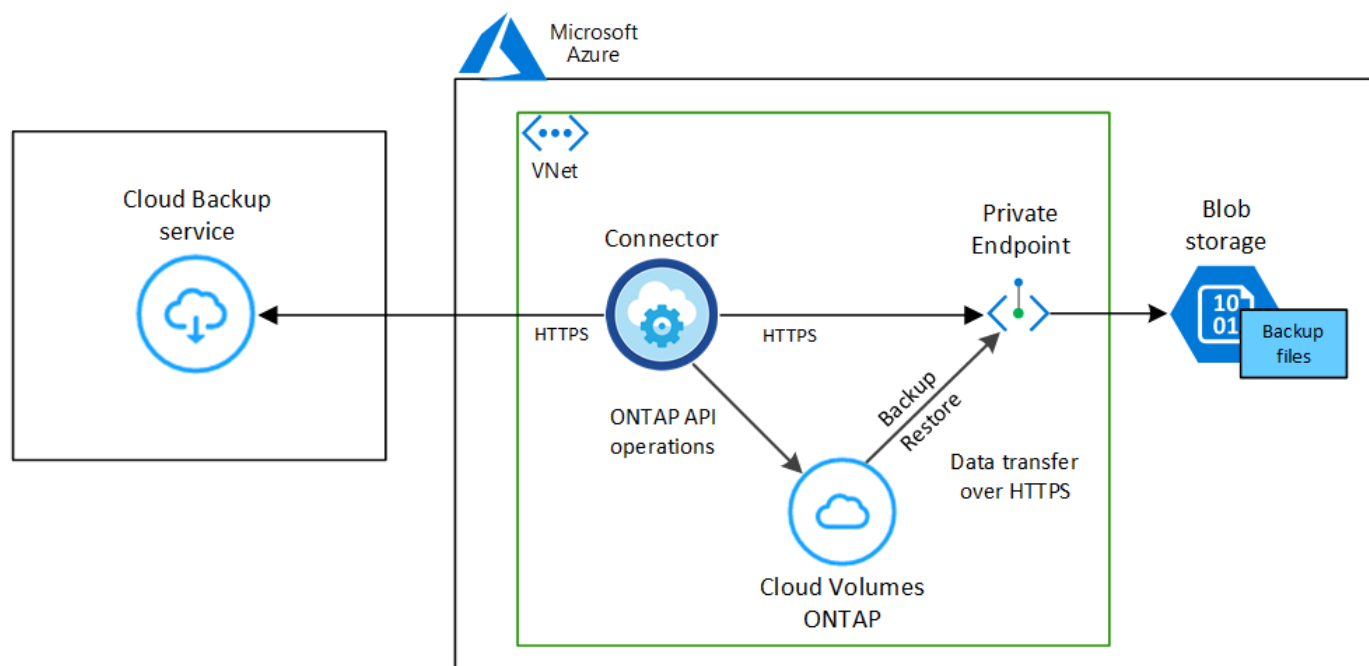 Microsoft
Azure
VNet
Cloud Backup
service
Connector
Private
Endpoint
Blob
storage
HTTPS
HTTPS
10
01
Backup
files
ONTAP API
operations
Backup
Restore
Data transfer
over HTTPS
Cloud Volumes
ONTAP